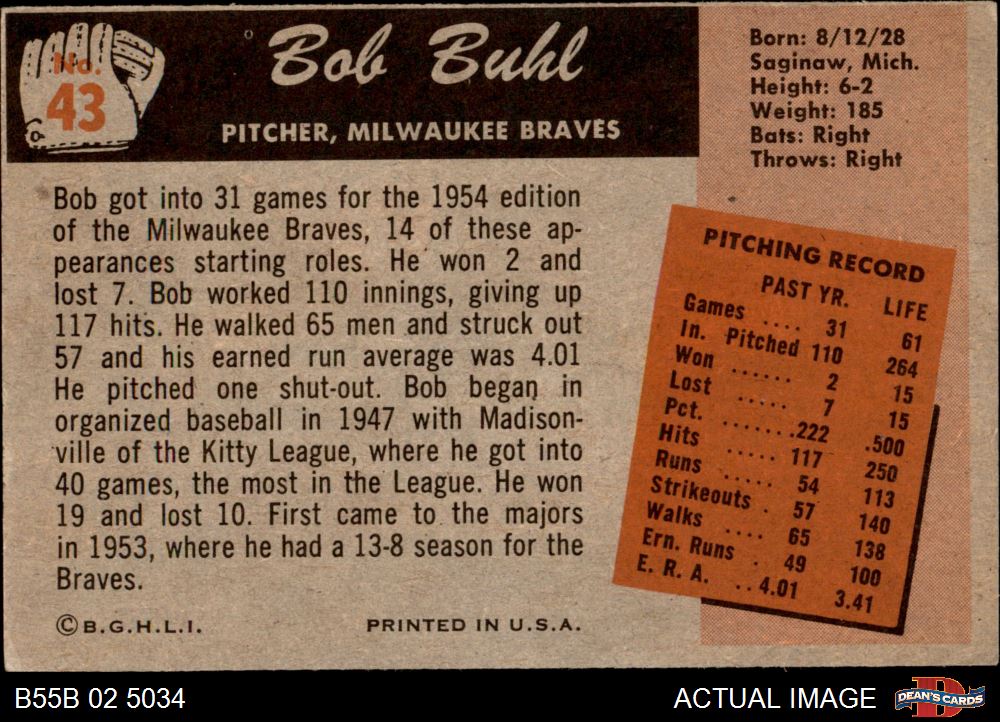 No.
43
Bob Buhl
PITCHER, MILWAUKEE BRAVES
Born: 8/12/28
Saginaw, Mich.
Height: 6-2
Weight: 185
Bats: Right
Throws: Right
Bob got into 31 games for the 1954 edition
of the Milwaukee Braves, 14 of these ap-
pearances starting roles. He won 2 and
lost 7. Bob worked 110 innings, giving up
117 hits. He walked 65 men and struck out
57 and his earned run average was 4.01
He pitched one shut-out. Bob began in
organized baseball in 1947 with Madison-
ville of the Kitty League, where he got into
40 games, the most in the League. He won
19 and lost 10. First came to the majors
in 1953, where he had a 13-8 season for the
Braves.
©B.G.H.L.I.
PRINTED IN U.S.A.
PITCHING RECORD
PAST YR. LIFE
Games .... 31 61
In. Pitched 110 264
Won ...... 2 15
Lost ..... 7 15
Pct. .......222 .500
Hits ..... 117 250
Runs .... 54 113
Strikeouts . 57 140
Walks .... 65 138
Ern. Runs . 49 100
E. R. A. ..4.01 3.41
B55B 02 5034
ACTUAL IMAGE
D
DEAN'S CARDS